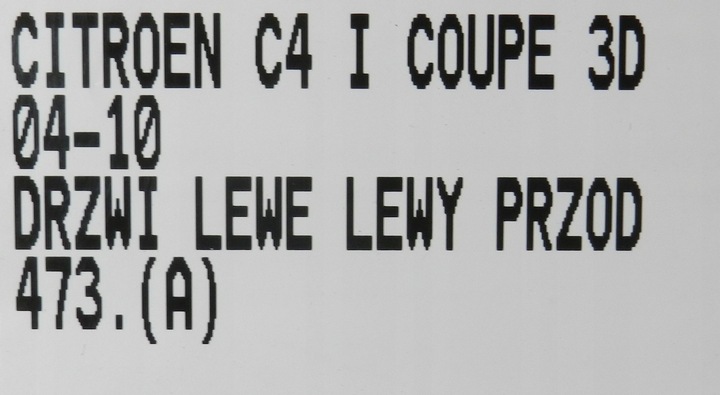 CITROEN C4 I COUPE 3D
04-10
DRZWI LEWE LEWY PRZOD
473.(A)